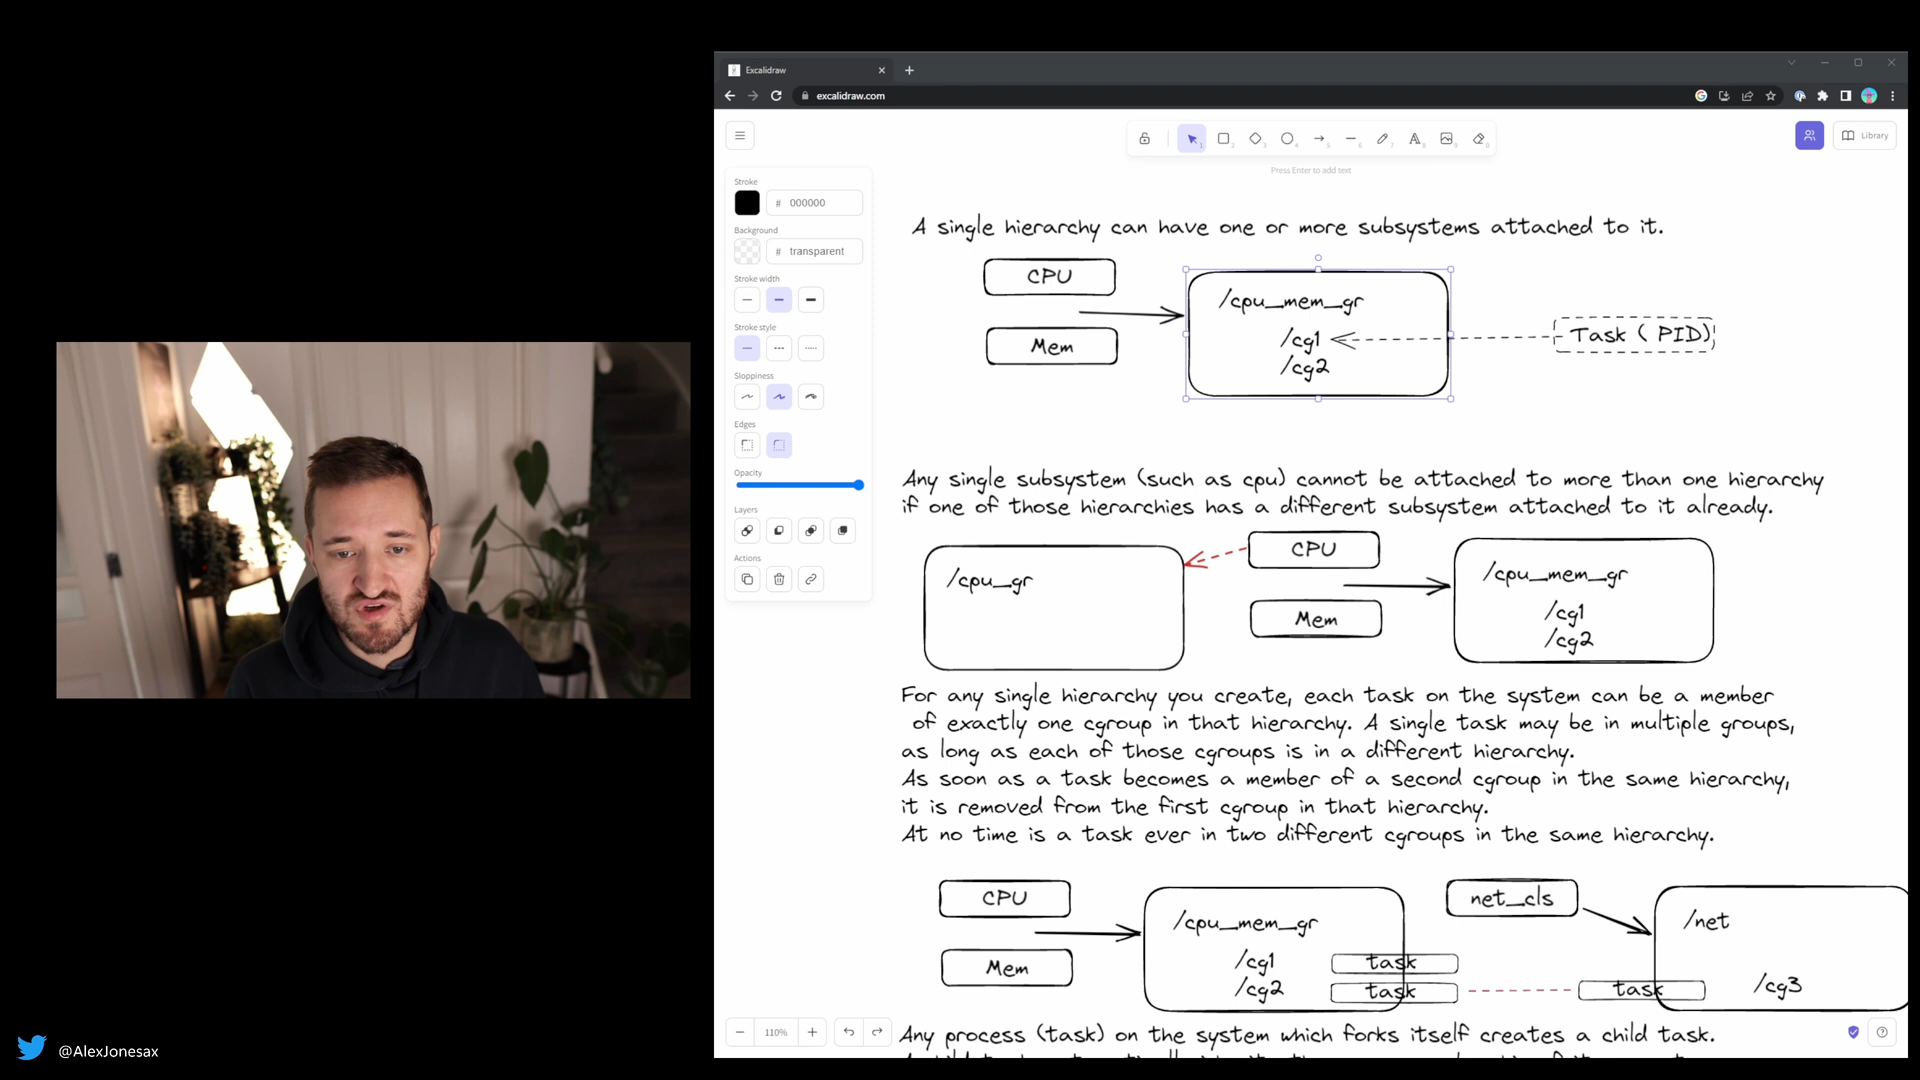 Excalidraw
excalidraw.com
Library
Press Enter to add text
Stroke
# 000000
Background
# transparent
Stroke width
Stroke style
Sloppiness
Edges
Opacity
Layers
Actions
A single hierarchy can have one or more subsystems attached to it.
CPU
Mem
/cpu_mem_gr
/cg1
/cg2
Task ( PID)
Any single subsystem (such as cpu) cannot be attached to more than one hierarchy
if one of those hierarchies has a different subsystem attached to it already.
/cpu_gr
CPU
Mem
/cpu_mem_gr
/cg1
/cg2
For any single hierarchy you create, each task on the system can be a member
of exactly one cgroup in that hierarchy. A single task may be in multiple groups,
as long as each of those cgroups is in a different hierarchy.
As soon as a task becomes a member of a second cgroup in the same hierarchy,
it is removed from the first cgroup in that hierarchy.
At no time is a task ever in two different cgroups in the same hierarchy.
CPU
Mem
/cpu_mem_gr
/cg1
/cg2
task
task
net_cls
/net
task
/cg3
110%
Any process (task) on the system which forks itself creates a child task.
@AlexJonesax